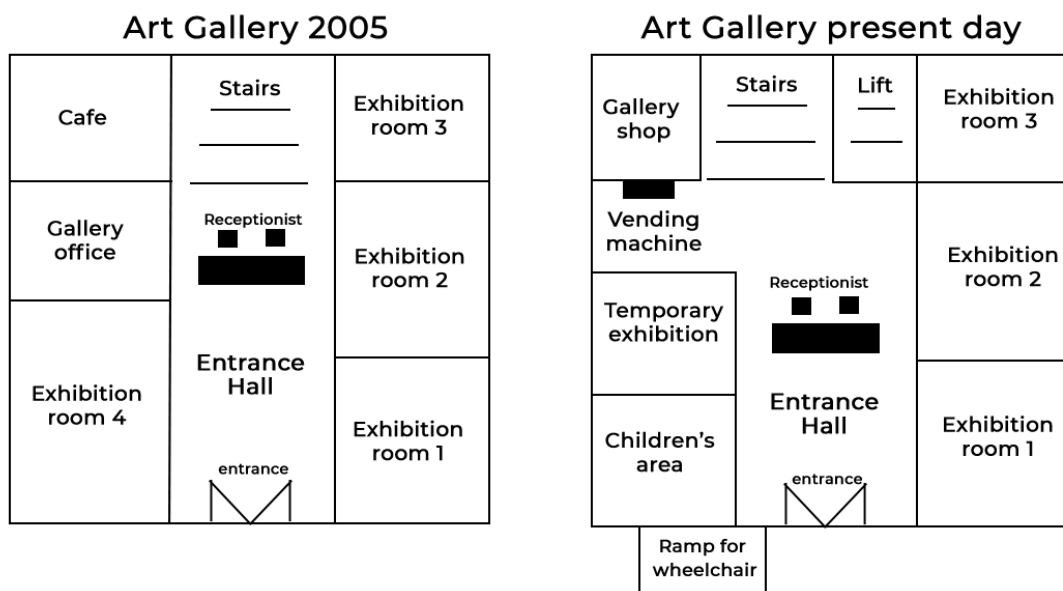 Art Gallery 2005
Cafe
Stairs
Exhibition
room 3
Gallery
office
Receptionist
Exhibition
room 2
Exhibition
room 4
Entrance
Hall
Exhibition
room 1
entrance
Art Gallery present day
Gallery
shop
Stairs
Lift
Exhibition
room 3
Vending
machine
Receptionist
Exhibition
room 2
Temporary
exhibition
Entrance
Hall
Children's
area
Exhibition
room 1
entrance
Ramp for
wheelchair